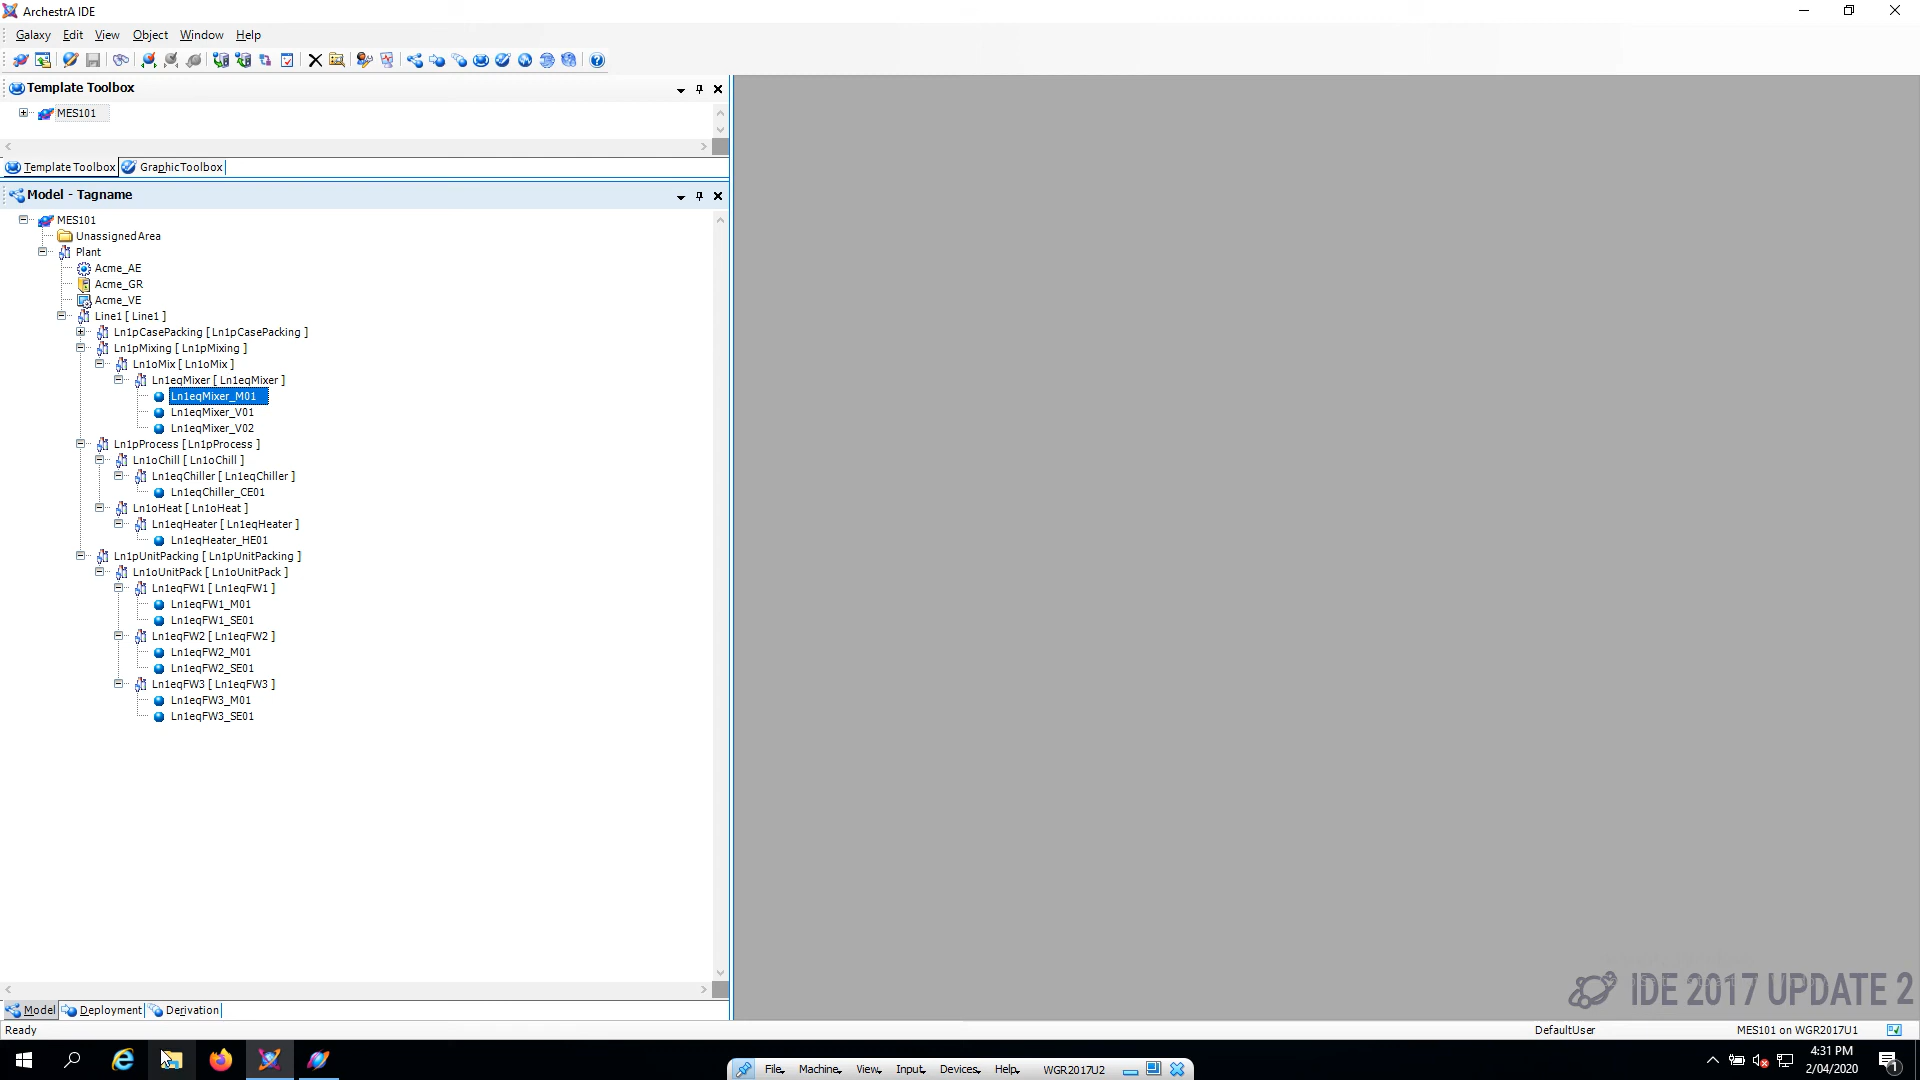 ArchestrA IDE
Galaxy Edit View Object Window Help
Template Toolbox
MES101
Template Toolbox GraphicToolbox
Model - Tagname
MES101
UnassignedArea
Plant
Acme_AE
Acme_GR
Acme_VE
Line1 [ Line1 ]
Ln1pCasePacking [ Ln1pCasePacking ]
Ln1pMixing [ Ln1pMixing ]
Ln1oMix [ Ln1oMix ]
Ln1eqMixer [ Ln1eqMixer ]
Ln1eqMixer_M01
Ln1eqMixer_V01
Ln1eqMixer_V02
Ln1pProcess [ Ln1pProcess ]
Ln1oChill [ Ln1oChill ]
Ln1eqChiller [ Ln1eqChiller ]
Ln1eqChiller_CE01
Ln1oHeat [ Ln1oHeat ]
Ln1eqHeater [ Ln1eqHeater ]
Ln1eqHeater_HE01
Ln1pUnitPacking [ Ln1pUnitPacking ]
Ln1oUnitPack [ Ln1oUnitPack ]
Ln1eqFW1 [ Ln1eqFW1 ]
Ln1eqFW1_M01
Ln1eqFW1_SE01
Ln1eqFW2 [ Ln1eqFW2 ]
Ln1eqFW2_M01
Ln1eqFW2_SE01
Ln1eqFW3 [ Ln1eqFW3 ]
Ln1eqFW3_M01
Ln1eqFW3_SE01
IDE 2017 UPDATE 2
Model Deployment Derivation
Ready DefaultUser MES101 on WGR2017U1
File Machine View Input Devices Help WGR2017U2
4:31 PM
2/04/2020
1